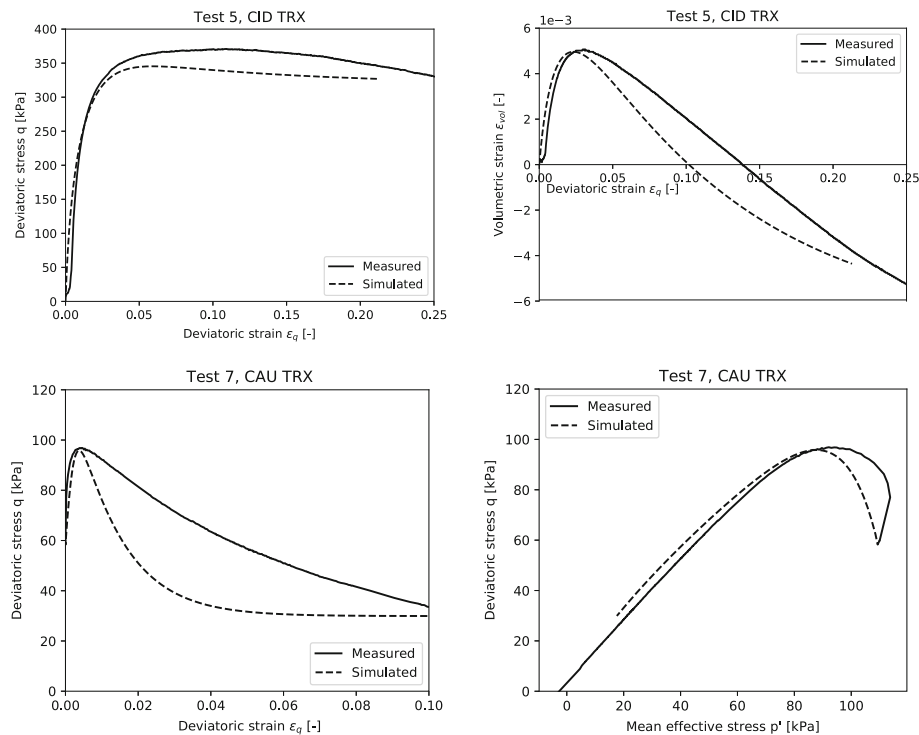 Test 5, CID TRX
400
350
300
250
200
150
100
50
0
Deviatoric stress q [kPa]
Measured
Simulated
0.00 0.05 0.10 0.15 0.20 0.25
Deviatoric strain εq [-]
Test 5, CID TRX
1e−3
6
4
2
0
−2
−4
−6
Volumetric strain εvol [-]
Measured
Simulated
0.00 0.05 0.10 0.15 0.20 0.25
Deviatoric strain εq [-]
Test 7, CAU TRX
120
100
80
60
40
20
0
Deviatoric stress q [kPa]
Measured
Simulated
0.00 0.02 0.04 0.06 0.08 0.10
Deviatoric strain εq [-]
Test 7, CAU TRX
Measured
Simulated
120
100
80
60
40
20
0
Deviatoric stress q [kPa]
0 20 40 60 80 100
Mean effective stress p' [kPa]